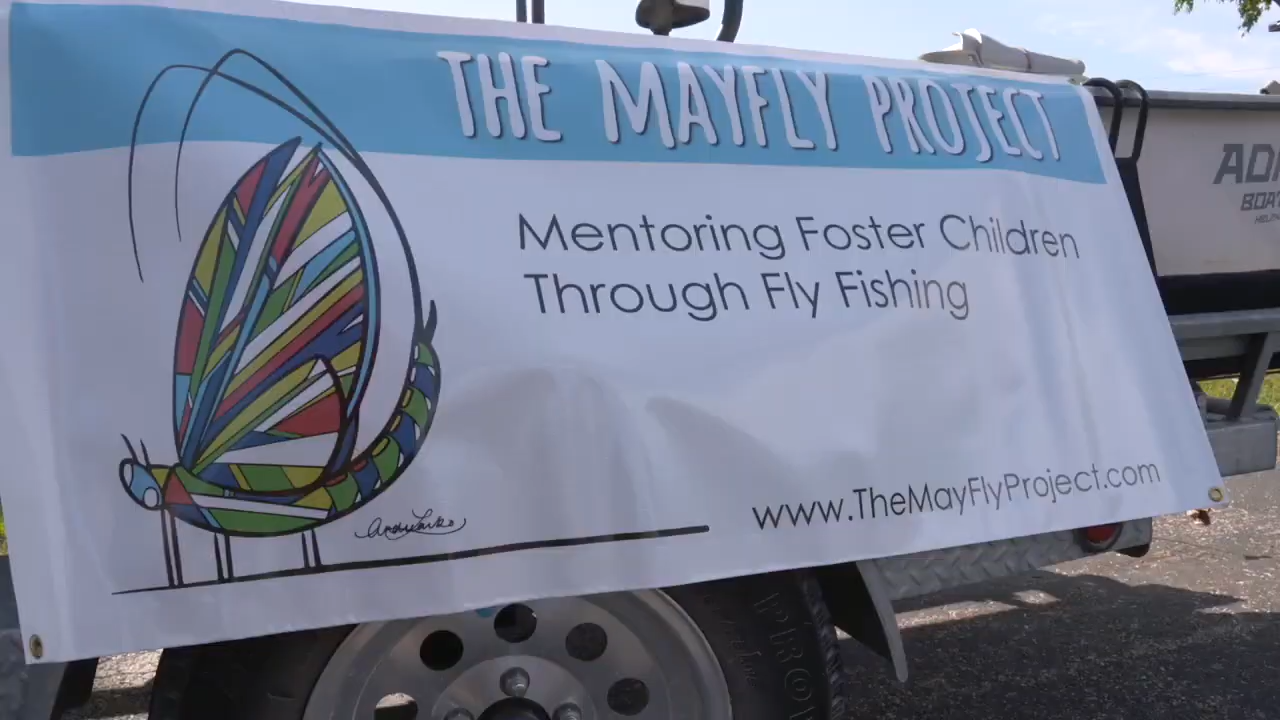 THE MAYFLY PROJECT
Mentoring Foster Children
Through Fly Fishing
www.TheMayFlyProject.com